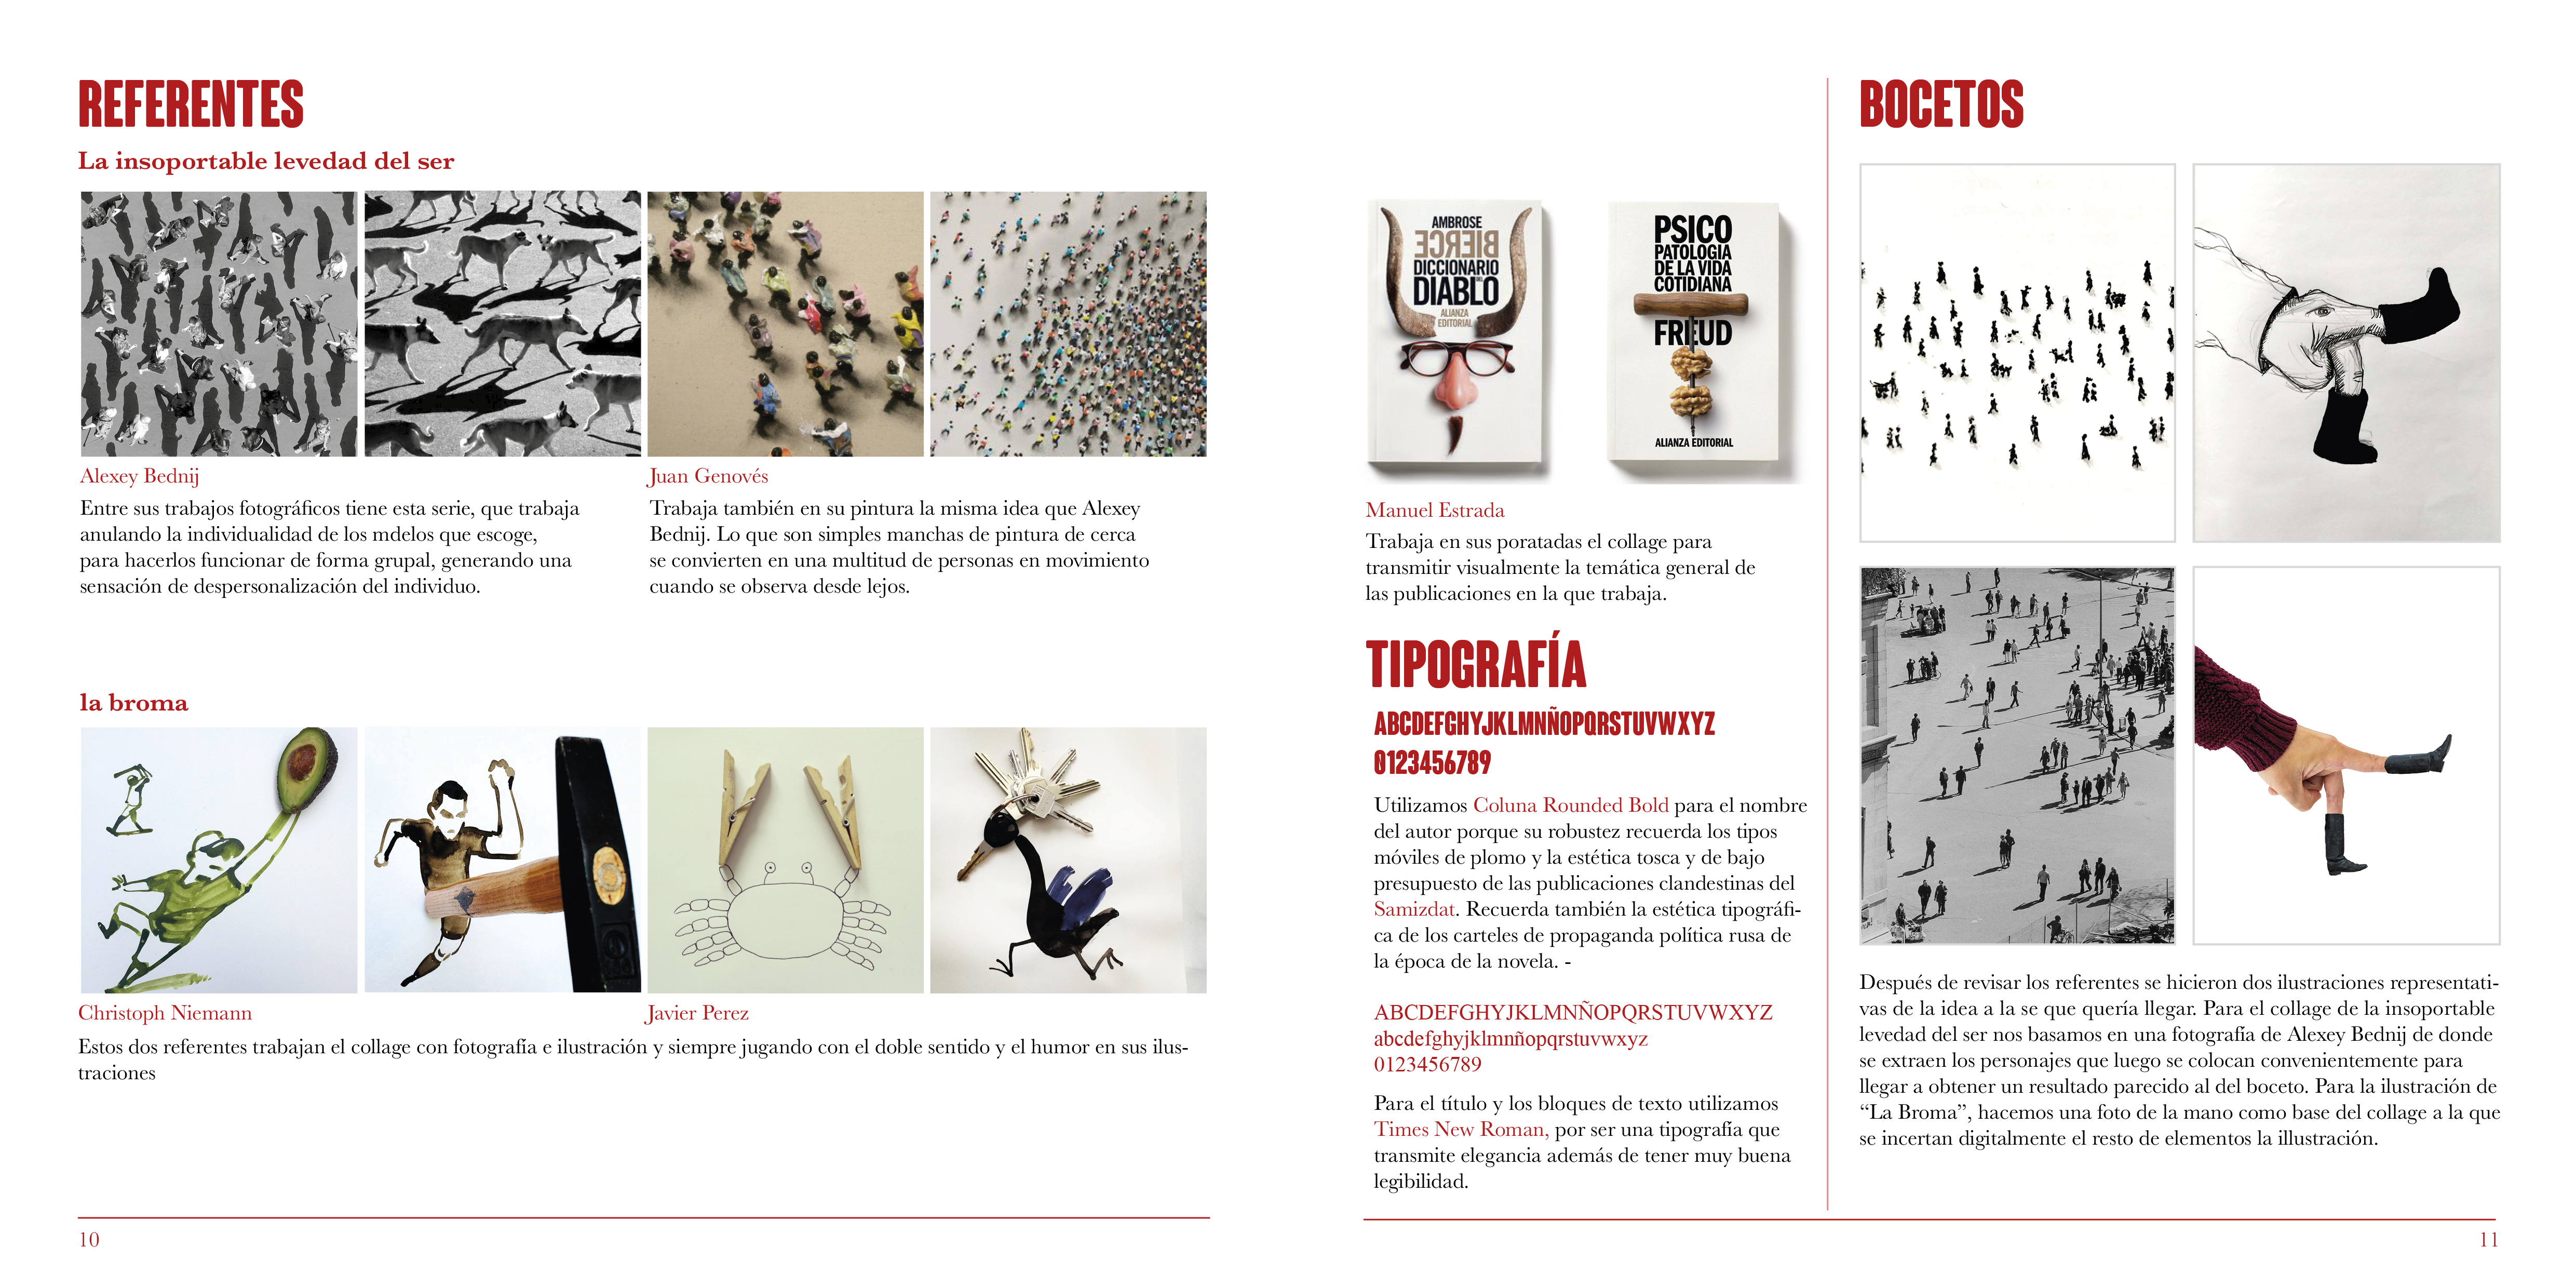 REFERENTES
La insoportable levedad del ser
Alexey Bednij
Entre sus trabajos fotográficos tiene esta serie, que trabaja
anulando la individualidad de los mdelos que escoge,
para hacerlos funcionar de forma grupal, generando una
sensación de despersonalización del individuo.
Juan Genovés
Trabaja también en su pintura la misma idea que Alexey
Bednij. Lo que son simples manchas de pintura de cerca
se convierten en una multitud de personas en movimiento
cuando se observa desde lejos.
la broma
Christoph Niemann
Javier Perez
Estos dos referentes trabajan el collage con fotografía e ilustración y siempre jugando con el doble sentido y el humor en sus ilus-
traciones
10
AMBROSE
BIERCE
DICCIONARIO
DEL
DIABLO
ALIANZA
EDITORIAL
PSICO
PATOLOGÍA
DE LA VIDA
COTIDIANA
FREUD
ALIANZA EDITORIAL
Manuel Estrada
Trabaja en sus poratadas el collage para
transmitir visualmente la temática general de
las publicaciones en la que trabaja.
TIPOGRAFÍA
ABCDEFGHYJKLMNÑOPQRSTUVWXYZ
0123456789
Utilizamos Coluna Rounded Bold para el nombre
del autor porque su robustez recuerda los tipos
móviles de plomo y la estética tosca y de bajo
presupuesto de las publicaciones clandestinas del
Samizdat. Recuerda también la estética tipográfi-
ca de los carteles de propaganda política rusa de
la época de la novela. -
ABCDEFGHYJKLMNÑOPQRSTUVWXYZ
abcdefghyjklmnñopqrstuvwxyz
0123456789
Para el título y los bloques de texto utilizamos
Times New Roman, por ser una tipografía que
transmite elegancia además de tener muy buena
legibilidad.
BOCETOS
Después de revisar los referentes se hicieron dos ilustraciones representati-
vas de la idea a la se que quería llegar. Para el collage de la insoportable
levedad del ser nos basamos en una fotografía de Alexey Bednij de donde
se extraen los personajes que luego se colocan convenientemente para
llegar a obtener un resultado parecido al del boceto. Para la ilustración de
“La Broma”, hacemos una foto de la mano como base del collage a la que
se incertan digitalmente el resto de elementos la ilustración.
11